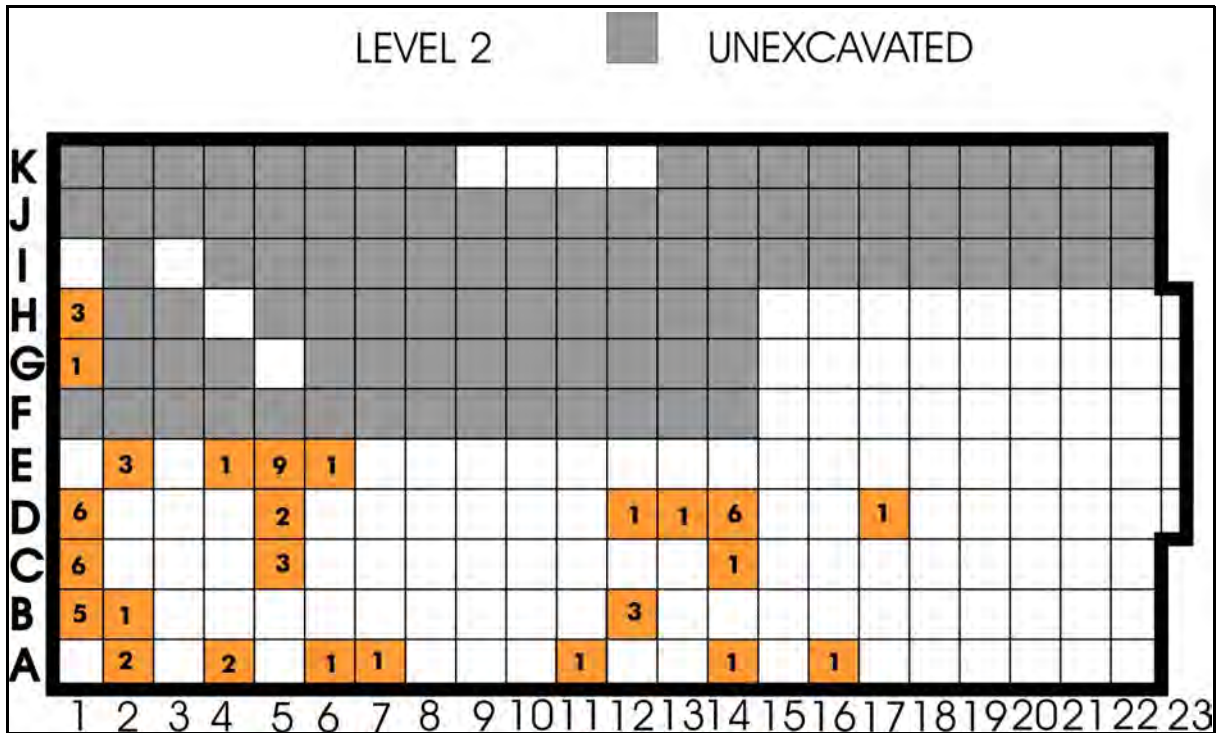 LEVEL 2 UNEXCAVATED
K
J
I
H 3
G 1
F
E 3 1 9 1
D 6 2 1 1 6 1
C 6 3 1
B 5 1 3
A 2 2 1 1 1 1 1
1 2 3 4 5 6 7 8 9 10 11 12 13 14 15 16 17 18 19 20 21 22 23